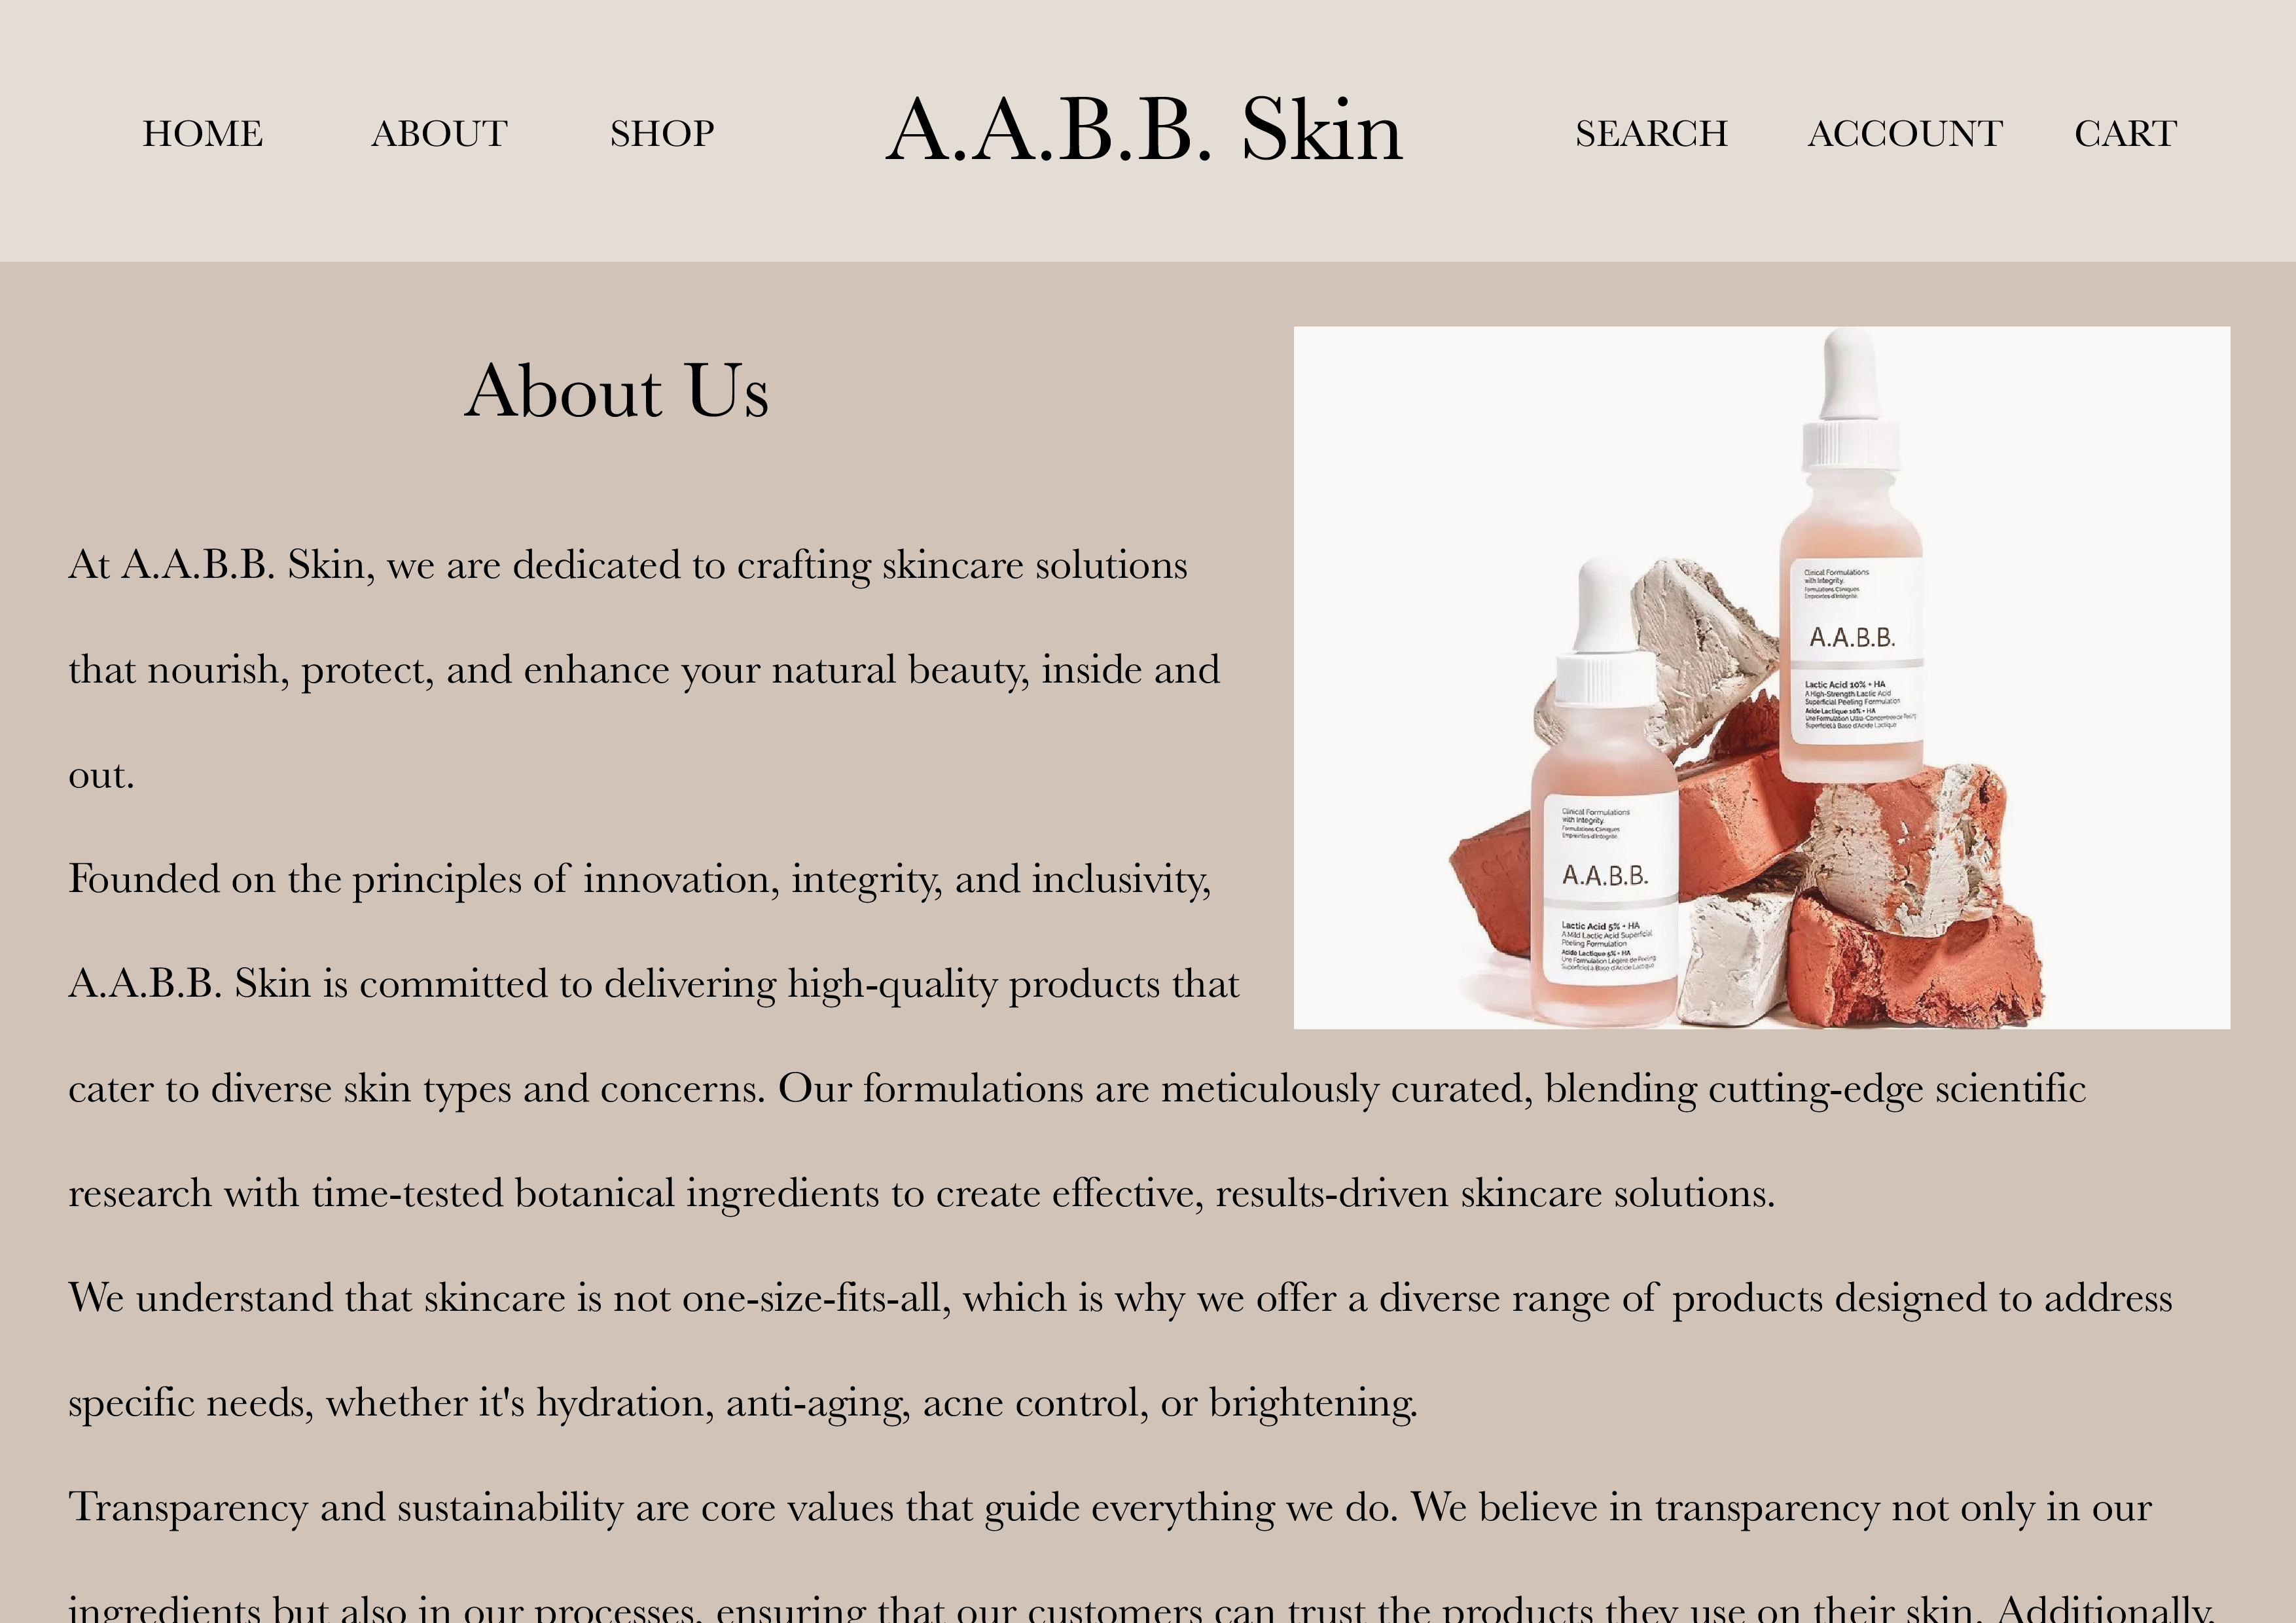 HOME ABOUT SHOP A.A.B.B. Skin SEARCH ACCOUNT CART
About Us
At A.A.B.B. Skin, we are dedicated to crafting skincare solutions
that nourish, protect, and enhance your natural beauty, inside and
out.
Founded on the principles of innovation, integrity, and inclusivity,
A.A.B.B. Skin is committed to delivering high-quality products that
cater to diverse skin types and concerns. Our formulations are meticulously curated, blending cutting-edge scientific
research with time-tested botanical ingredients to create effective, results-driven skincare solutions.
We understand that skincare is not one-size-fits-all, which is why we offer a diverse range of products designed to address
specific needs, whether it's hydration, anti-aging, acne control, or brightening.
Transparency and sustainability are core values that guide everything we do. We believe in transparency not only in our
ingredients but also in our processes, ensuring that our customers can trust the products they use on their skin. Additionally,
Clinical Formulations
with Integrity.
Formulations Cliniques
Empreintes d'Intégrité.
A.A.B.B.
Lactic Acid 10% + HA
A High-Strength Lactic Acid
Superficial Peeling Formulation
Acide Lactique 10% + HA
Une Formulation Ultra-Concentrée de Peeling
Superficiel à Base d'Acide Lactique
Clinical Formulations
with Integrity.
Formulations Cliniques
Empreintes d'Intégrité.
A.A.B.B.
Lactic Acid 5% + HA
A Mild Lactic Acid Superficial
Peeling Formulation
Acide Lactique 5% + HA
Une Formulation Légère de Peeling
Superficiel à Base d'Acide Lactique